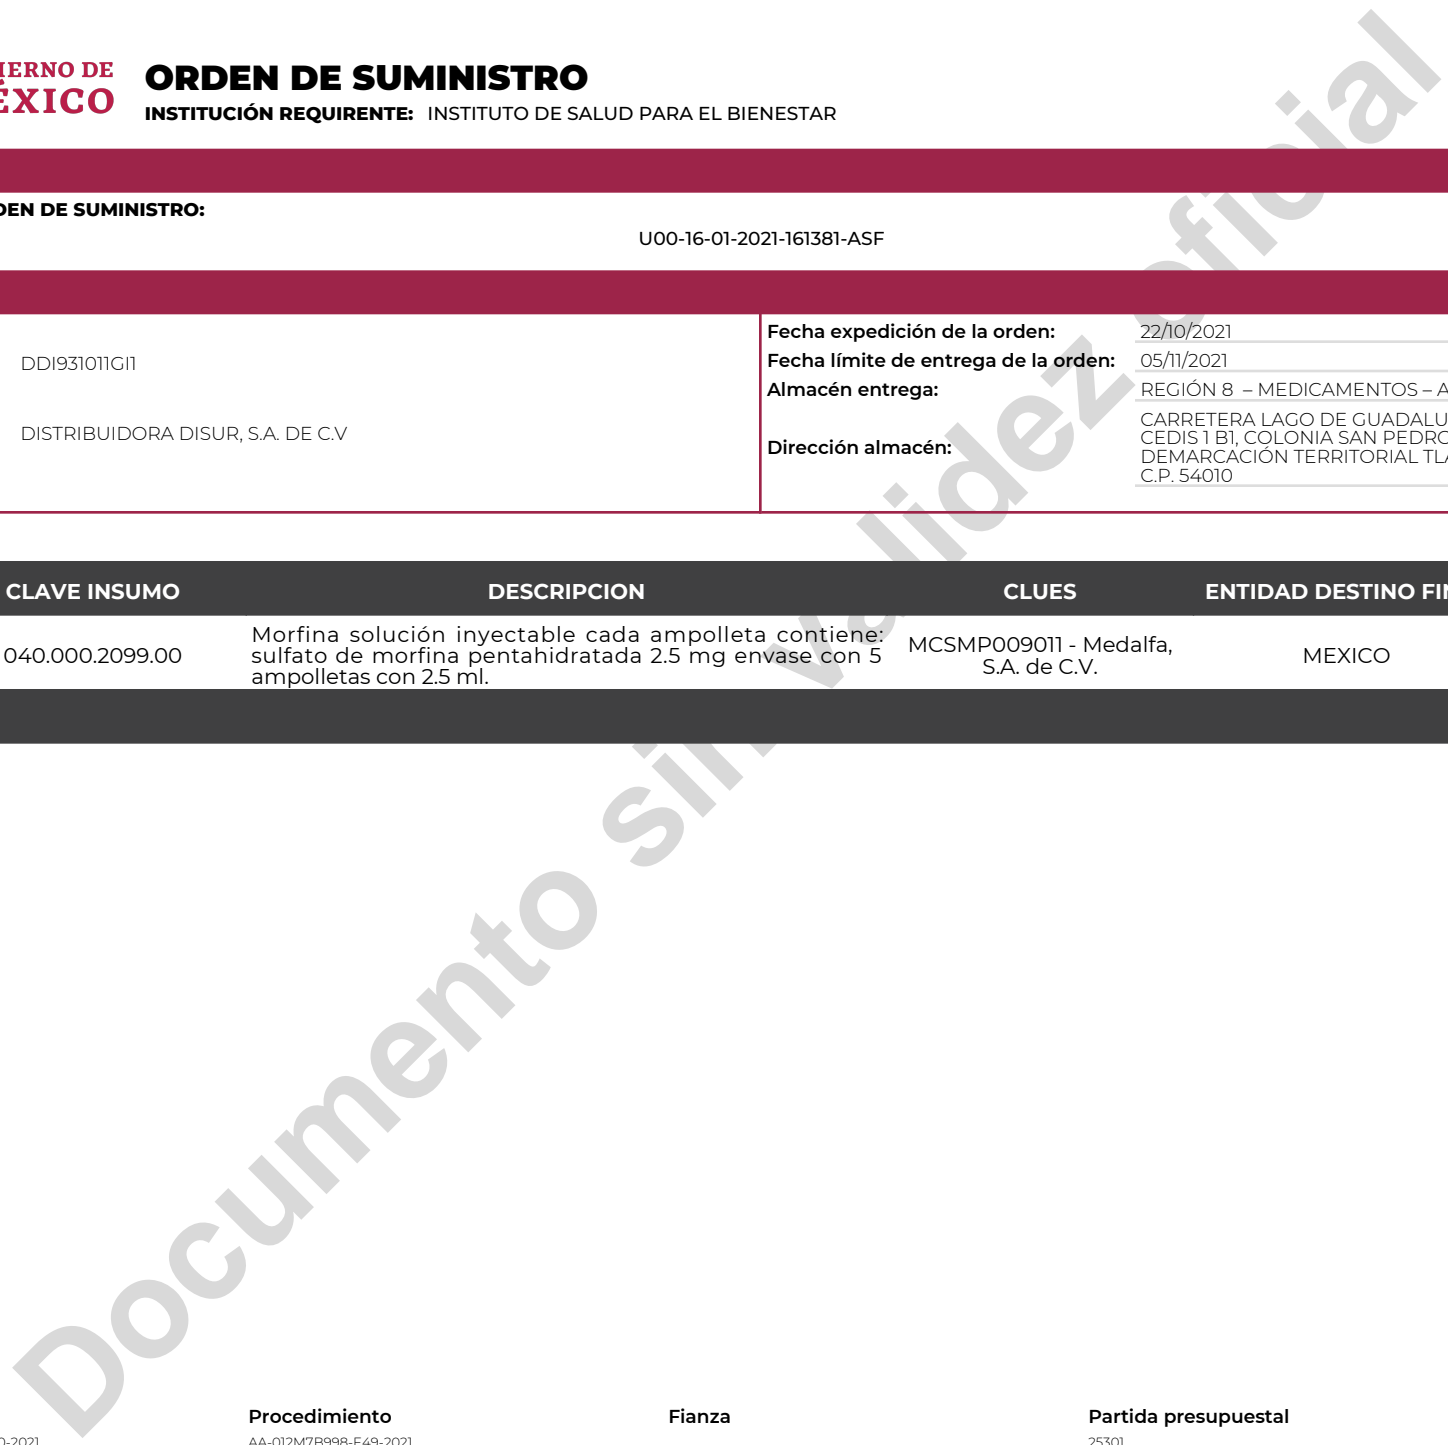 IERNO DE
ÉXICO
ORDEN DE SUMINISTRO
INSTITUCIÓN REQUIRENTE: INSTITUTO DE SALUD PARA EL BIENESTAR
DEN DE SUMINISTRO:
U00-16-01-2021-161381-ASF
DDI931011GI1
DISTRIBUIDORA DISUR, S.A. DE C.V
Fecha expedición de la orden: 22/10/2021
Fecha límite de entrega de la orden: 05/11/2021
Almacén entrega: REGIÓN 8 – MEDICAMENTOS – A
Dirección almacén:
CARRETERA LAGO DE GUADALU
CEDIS 1 B1, COLONIA SAN PEDRO
DEMARCACIÓN TERRITORIAL TLA
C.P. 54010
CLAVE INSUMO DESCRIPCION CLUES ENTIDAD DESTINO FIN
040.000.2099.00
Morfina solución inyectable cada ampolleta contiene:
sulfato de morfina pentahidratada 2.5 mg envase con 5
ampolletas con 2.5 ml.
MCSMP009011 - Medalfa,
S.A. de C.V.
MEXICO
Documento sin validez oficial
Procedimiento Fianza Partida presupuestal
0-2021 AA-012M7B998-E49-2021 25301